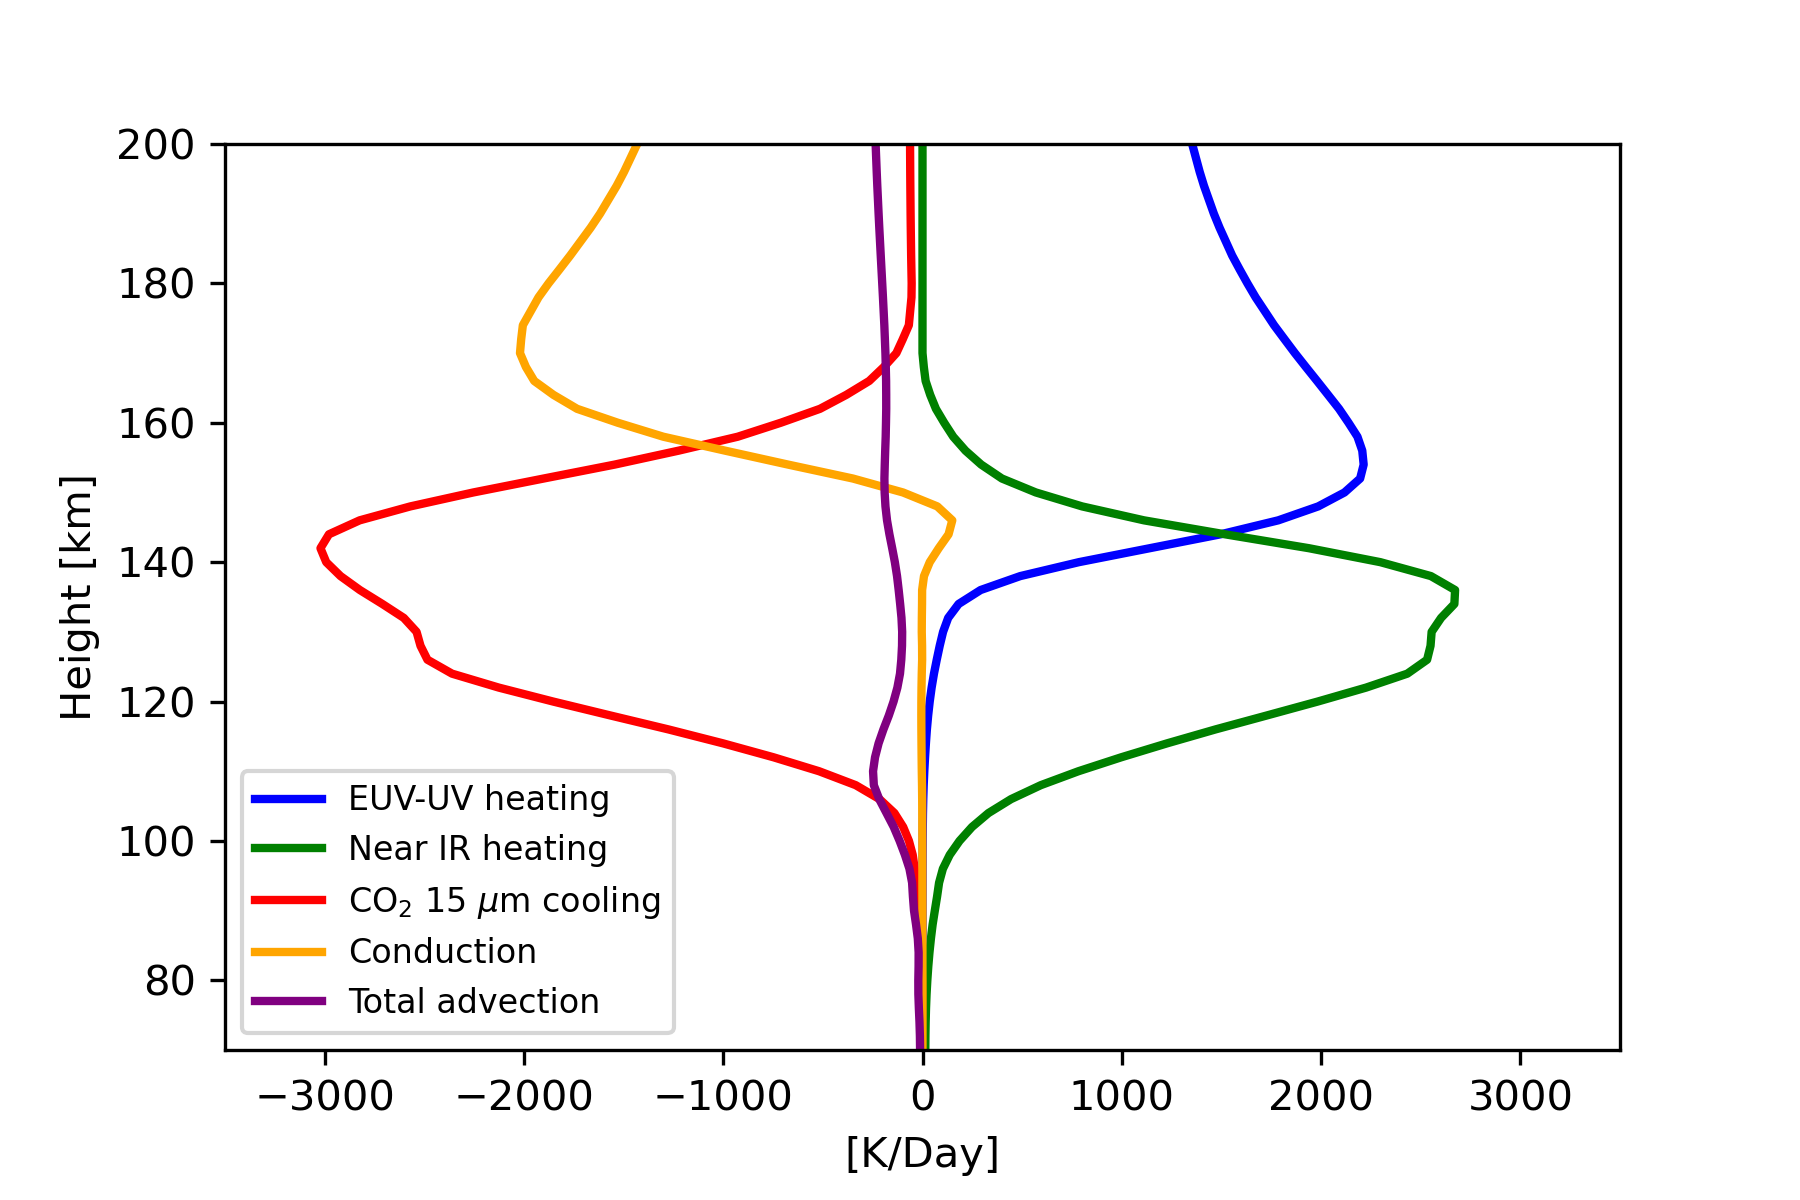 200
180
160
140
120
100
80
Height [km]
EUV-UV heating
Near IR heating
CO₂ 15 μm cooling
Conduction
Total advection
−3000 −2000 −1000 0 1000 2000 3000
[K/Day]